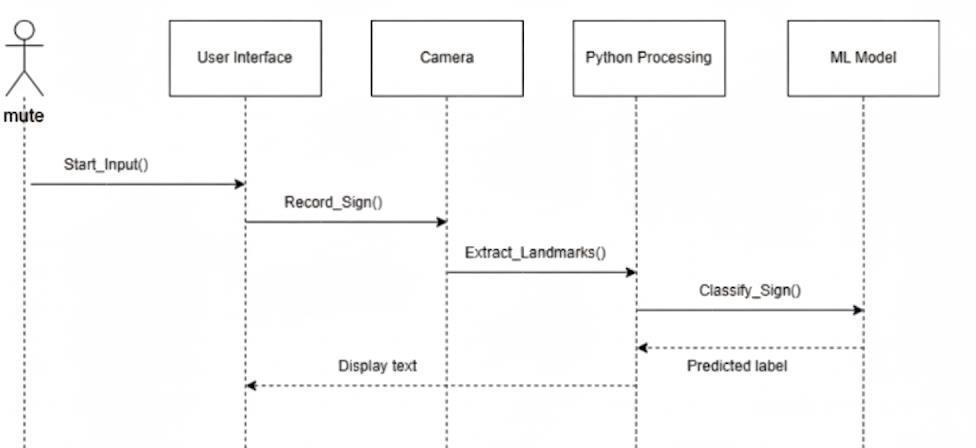 User Interface
Camera
Python Processing
ML Model
mute
Start_Input()
Record_Sign()
Extract_Landmarks()
Classify_Sign()
Display text
Predicted label